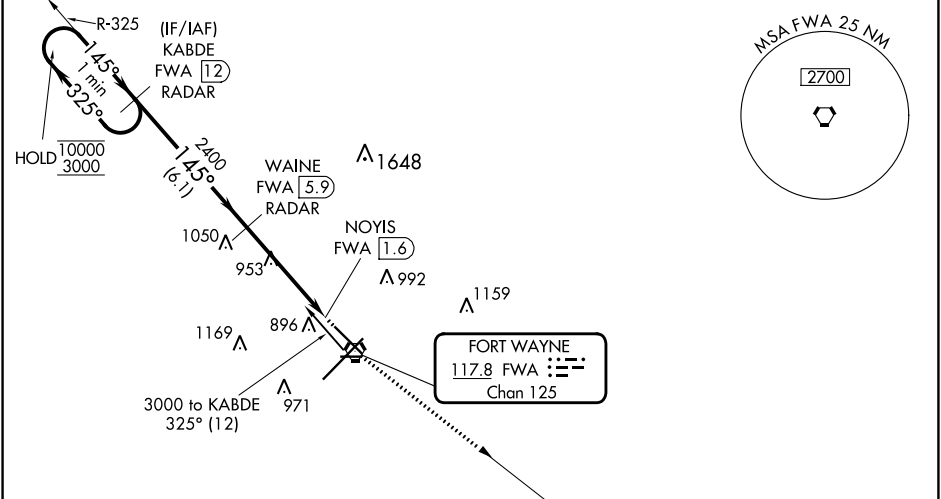 R-325
(IF/IAF)
KABDE
FWA 12
RADAR
145°
1 min
325°
HOLD 10000
3000
2400
145°
(6.1)
WAINE
FWA 5.9
RADAR
1648
NOYIS
FWA 1.6
1050
953
992
1159
1169
896
971
3000 to KABDE
325° (12)
FORT WAYNE
117.8 FWA
Chan 125
MSA FWA 25 NM
2700